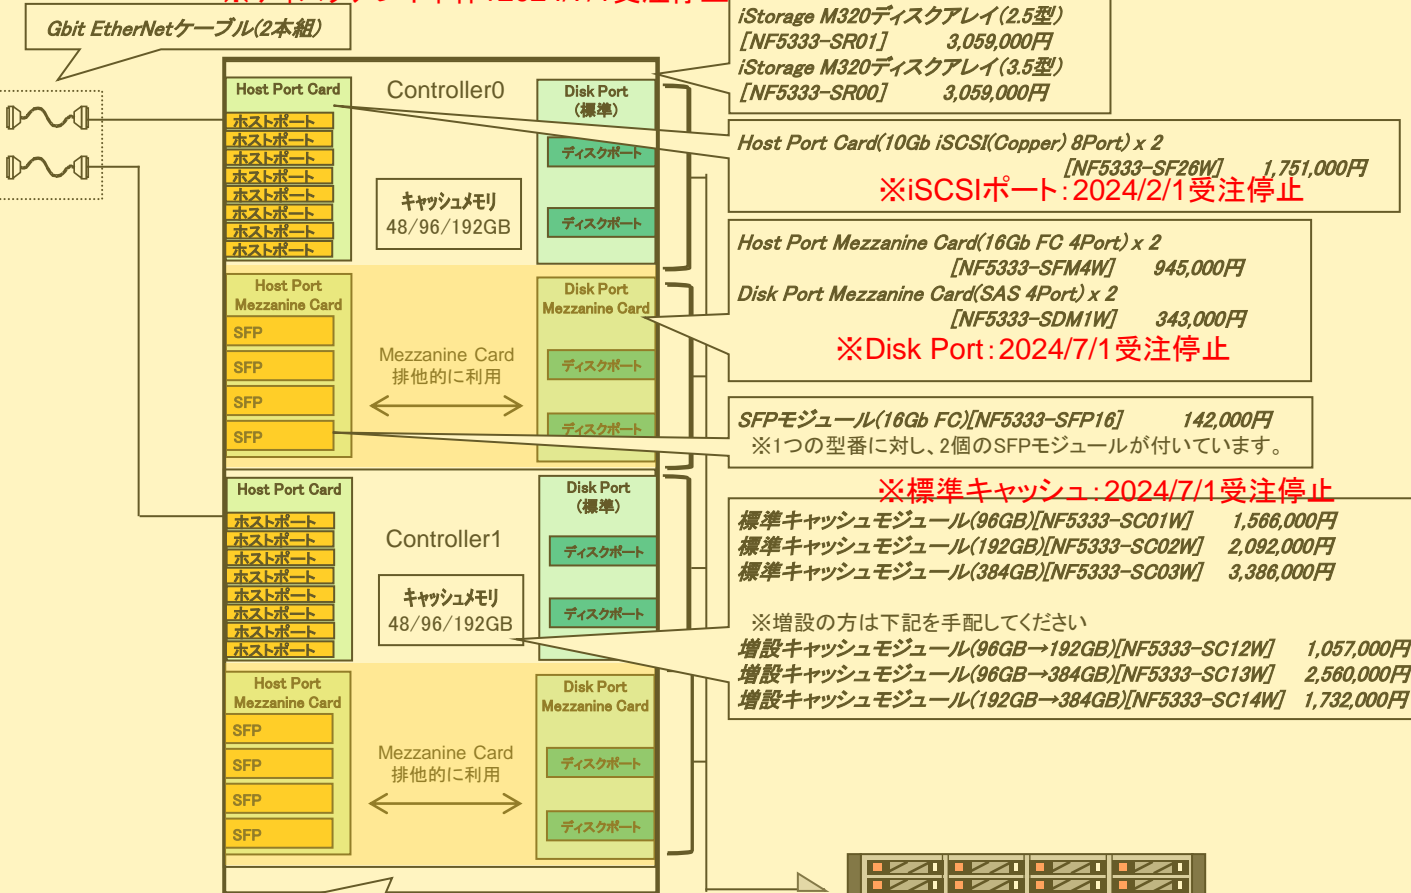 Gbit EtherNetケーブル(2本組)
iStorage M320ディスクアレイ(2.5型)
[NF5333-SR01] 3,059,000円
iStorage M320ディスクアレイ(3.5型)
[NF5333-SR00] 3,059,000円
Host Port Card
Controller0
Disk Port
(標準)
ホストポート
ホストポート
ホストポート
ホストポート
ホストポート
ホストポート
ホストポート
ホストポート
ディスクポート
ディスクポート
キャッシュメモリ
48/96/192GB
Host Port Card(10Gb iSCSI(Copper) 8Port) x 2
[NF5333-SF26W] 1,751,000円
※iSCSIポート:2024/2/1受注停止
Host Port
Mezzanine Card
SFP
SFP
SFP
SFP
Mezzanine Card
排他的に利用
Disk Port
Mezzanine Card
ディスクポート
ディスクポート
Host Port Mezzanine Card(16Gb FC 4Port) x 2
[NF5333-SFM4W] 945,000円
Disk Port Mezzanine Card(SAS 4Port) x 2
[NF5333-SDM1W] 343,000円
※Disk Port:2024/7/1受注停止
SFPモジュール(16Gb FC)[NF5333-SFP16] 142,000円
※1つの型番に対し、2個のSFPモジュールが付いています。
Host Port Card
Controller1
Disk Port
(標準)
ホストポート
ホストポート
ホストポート
ホストポート
ホストポート
ホストポート
ホストポート
ホストポート
ディスクポート
ディスクポート
キャッシュメモリ
48/96/192GB
※標準キャッシュ:2024/7/1受注停止
標準キャッシュモジュール(96GB)[NF5333-SC01W] 1,566,000円
標準キャッシュモジュール(192GB)[NF5333-SC02W] 2,092,000円
標準キャッシュモジュール(384GB)[NF5333-SC03W] 3,386,000円
※増設の方は下記を手配してください
増設キャッシュモジュール(96GB→192GB)[NF5333-SC12W] 1,057,000円
増設キャッシュモジュール(96GB→384GB)[NF5333-SC13W] 2,560,000円
増設キャッシュモジュール(192GB→384GB)[NF5333-SC14W] 1,732,000円
Host Port
Mezzanine Card
SFP
SFP
SFP
SFP
Mezzanine Card
排他的に利用
Disk Port
Mezzanine Card
ディスクポート
ディスクポート